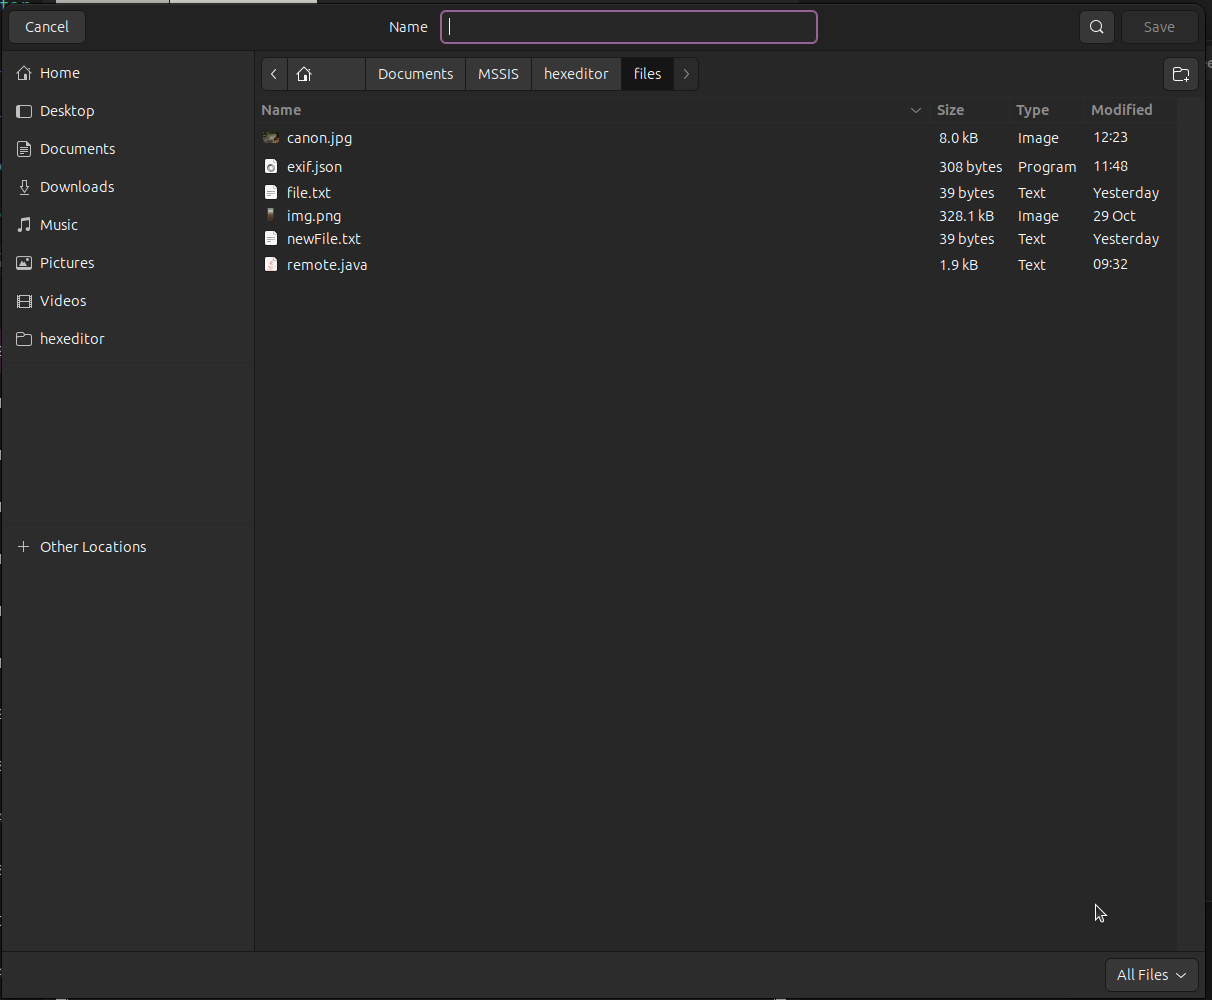 Cancel
Name
Save
Home
Desktop
Documents
Downloads
Music
Pictures
Videos
hexeditor
Other Locations
Documents MSSIS hexeditor files
Name Size Type Modified
canon.jpg 8.0 kB Image 12:23
exif.json 308 bytes Program 11:48
file.txt 39 bytes Text Yesterday
img.png 328.1 kB Image 29 Oct
newFile.txt 39 bytes Text Yesterday
remote.java 1.9 kB Text 09:32
All Files